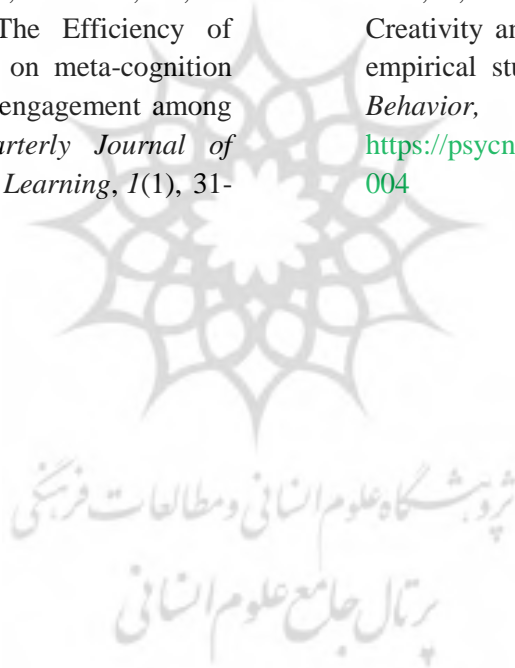 The Efficiency of
on meta-cognition
engagement among
arterly Journal of
Learning, 1(1), 31-
Creativity an
empirical stu
Behavior,
https://psycn
004
پژوهشگاه علوم انسانی و مطالعات فرهنگی
پرتال جامع علوم انسانی